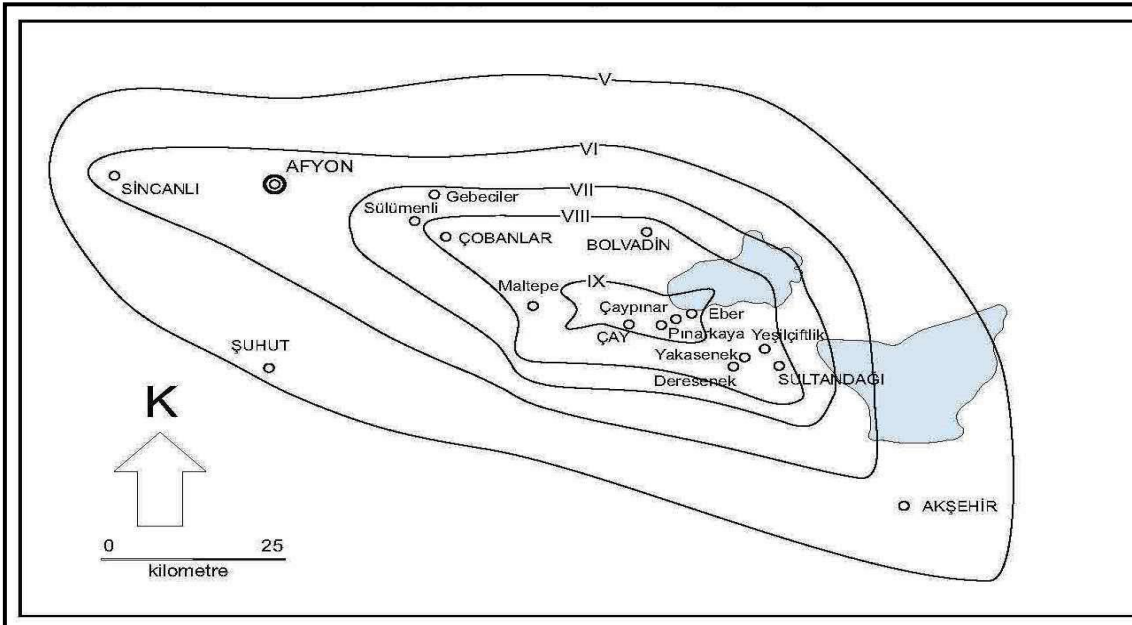 V
VI
AFYON
SİNCANLI
VII
Gebeciler
Sülümenli
VIII
ÇOBANLAR
BOLVADİN
IX
Maltepe
Çaypınar
Eber
Pınarkaya
ÇAY
Yeşilçiftlik
Yakasenek
Deresenek
SULTANDAĞI
ŞUHUT
K
AKŞEHİR
0 25
kilometre